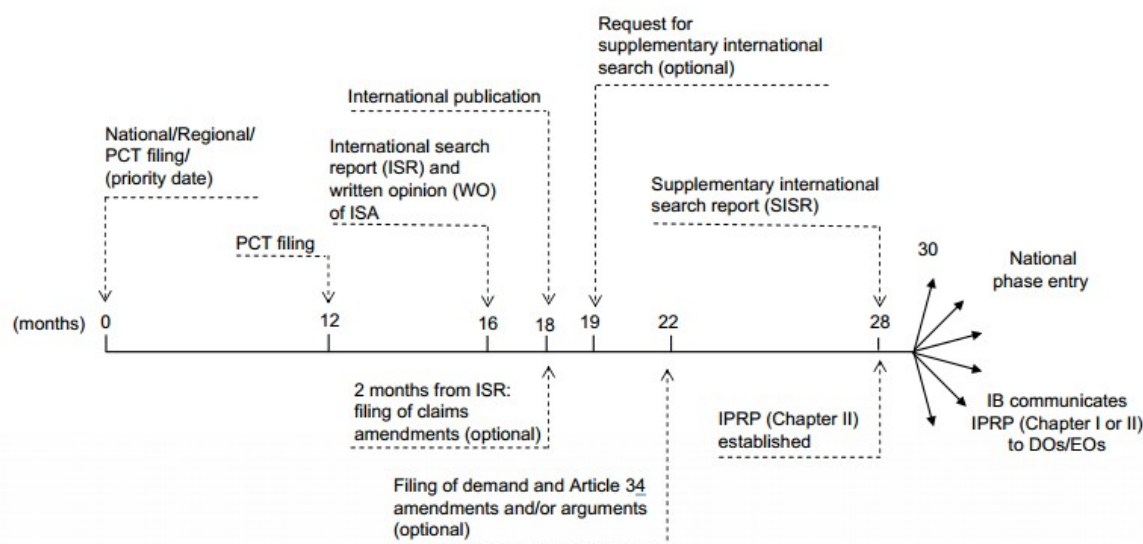 Request for
supplementary international
search (optional)
International publication
National/Regional/
PCT filing/
(priority date)
International search
report (ISR) and
written opinion (WO)
of ISA
Supplementary international
search report (SISR)
PCT filing
30
National
phase entry
(months) 0 12 16 18 19 22 28
2 months from ISR:
filing of claims
amendments (optional)
IPRP (Chapter II)
established
IB communicates
IPRP (Chapter I or II)
to DOs/EOs
Filing of demand and Article 34
amendments and/or arguments
(optional)